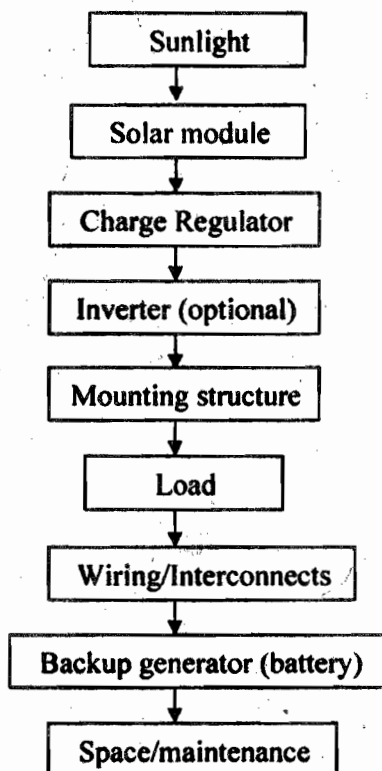 Sunlight
Solar module
Charge Regulator
Inverter (optional)
Mounting structure
Load
Wiring/Interconnects
Backup generator (battery)
Space/maintenance